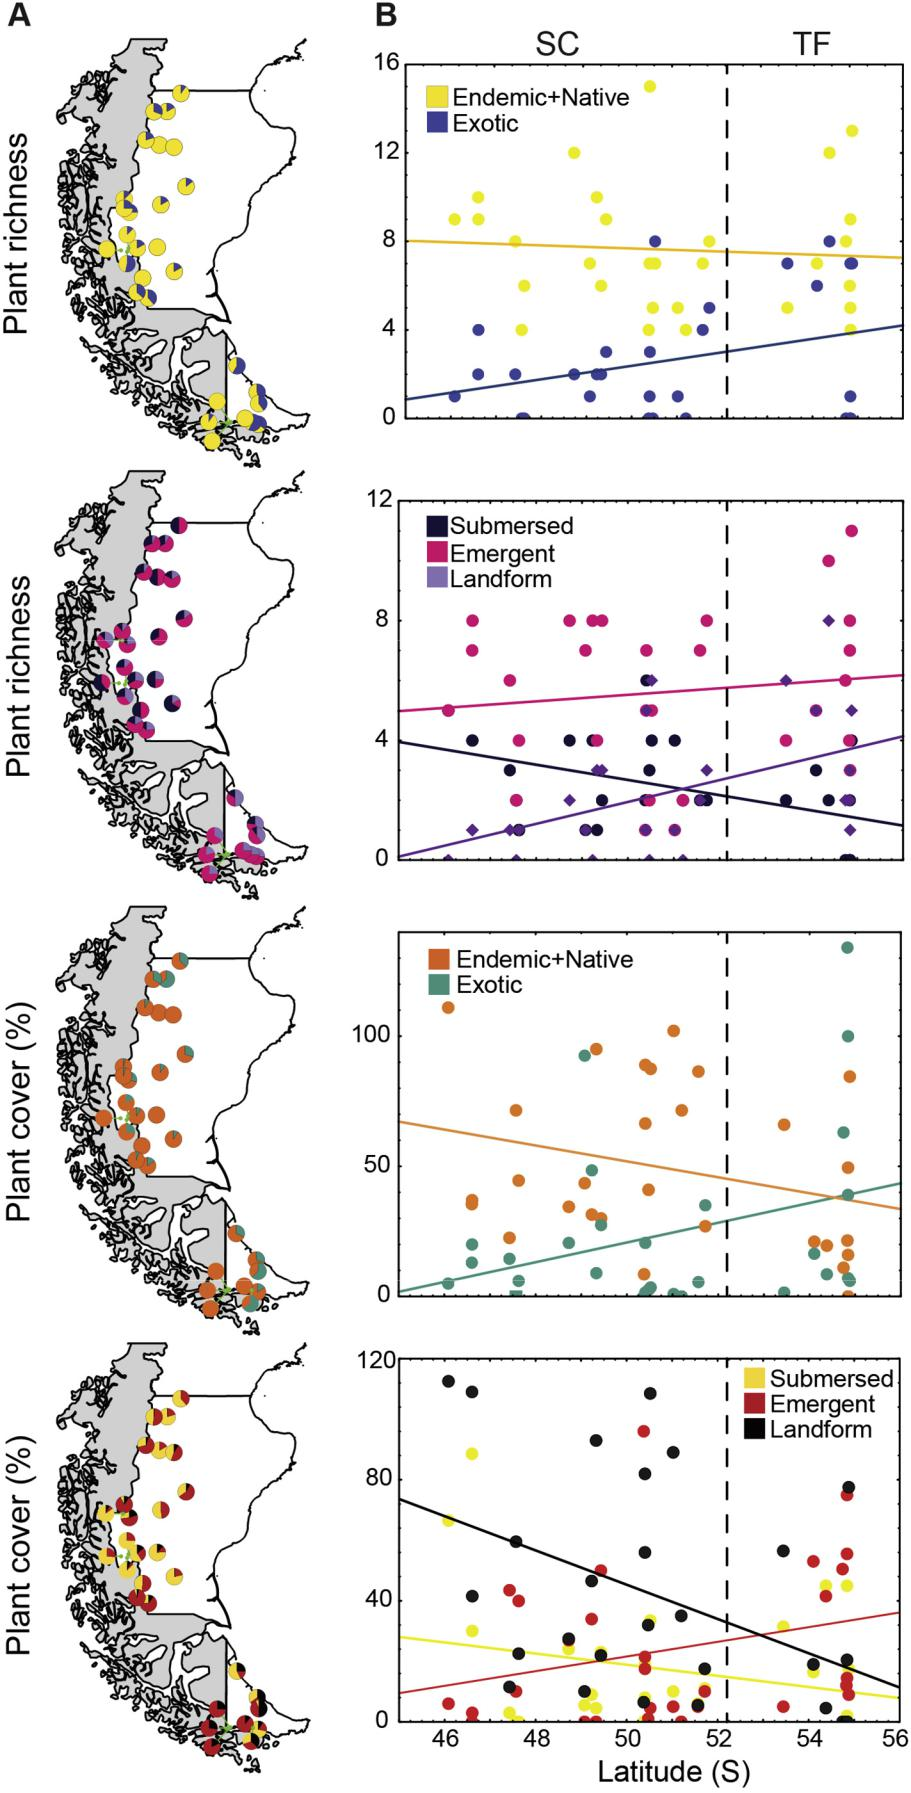 A
B
SC
TF
Plant richness
16
12
8
4
0
Endemic+Native
Exotic
Plant richness
12
8
4
0
Submersed
Emergent
Landform
Plant cover (%)
100
50
0
Endemic+Native
Exotic
Plant cover (%)
120
80
40
0
Submersed
Emergent
Landform
46
48
50
52
54
56
Latitude (S)